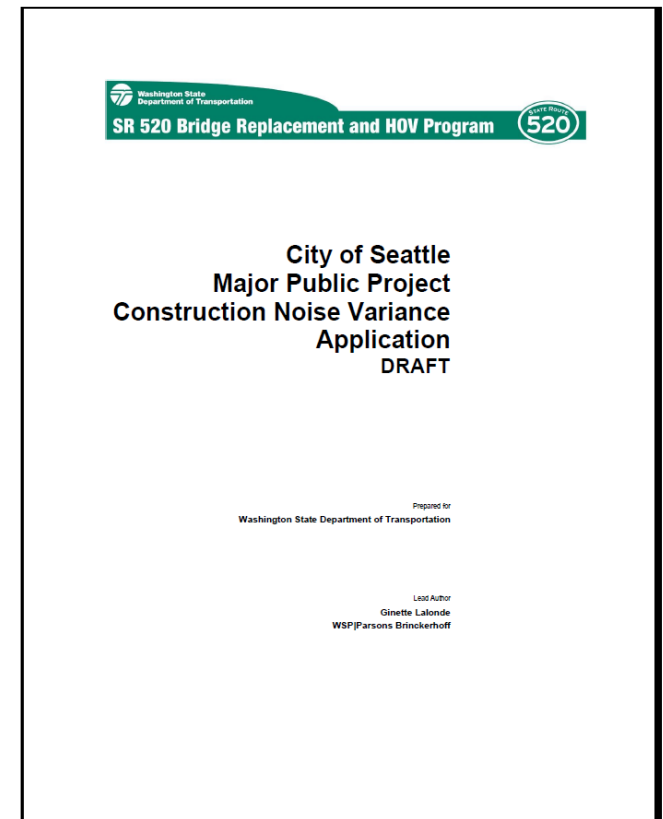 Washington State
Department of Transportation
SR 520 Bridge Replacement and HOV Program
STATE ROUTE
520
City of Seattle
Major Public Project
Construction Noise Variance
Application
DRAFT
Prepared for
Washington State Department of Transportation
Lead Author
Ginette Lalonde
WSP|Parsons Brinckerhoff